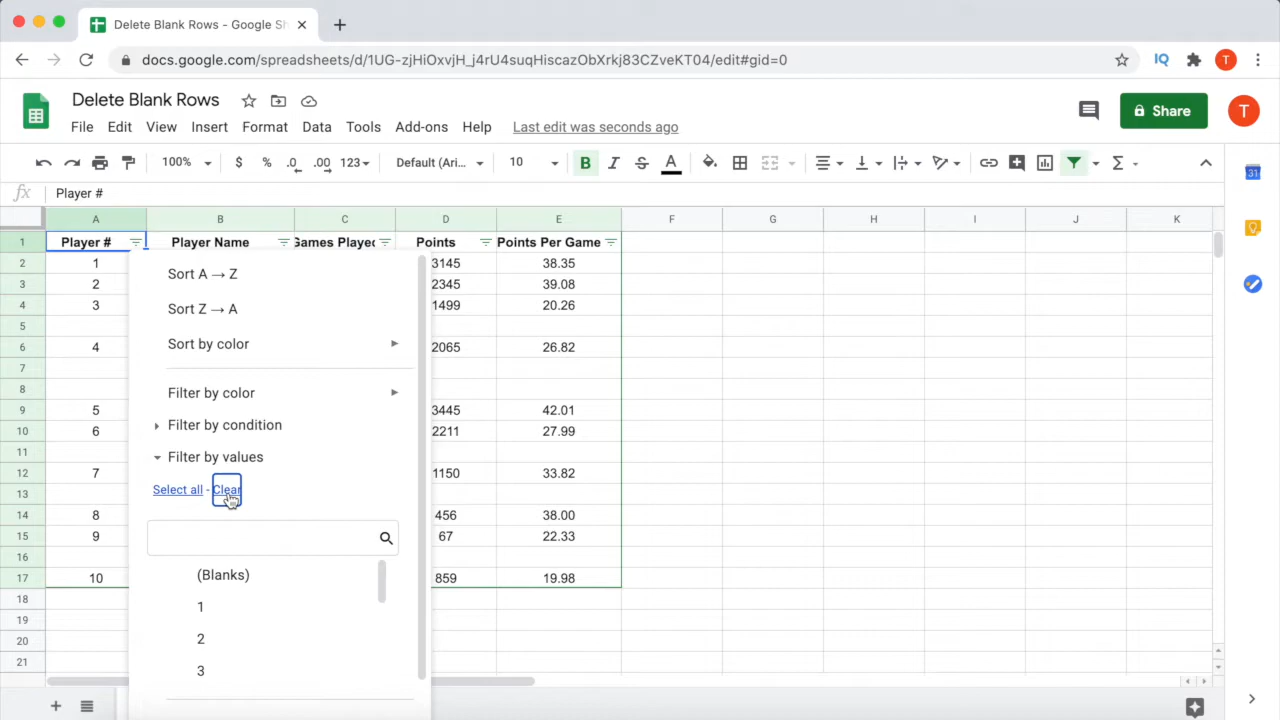 Delete Blank Rows - Google Sh
docs.google.com/spreadsheets/d/1UG-zjHiOxvjH_j4rU4suqHiscazObXrkj83CZveKT04/edit#gid=0
IQ
T
Delete Blank Rows
File Edit View Insert Format Data Tools Add-ons Help Last edit was seconds ago
Share
T
100% $ % .0 .00 123 Default (Ari... 10 B I S A Σ
31
fx Player #
A B C D E F G H I J K
1 Player # Player Name Games Played Points Points Per Game
2 1 3145 38.35
3 2 2345 39.08
4 3 1499 20.26
5
6 4 2065 26.82
7
8
9 5 3445 42.01
10 6 2211 27.99
11
12 7 1150 33.82
13
14 8 456 38.00
15 9 67 22.33
16
17 10 859 19.98
18
19
20
21
Sort A → Z
Sort Z → A
Sort by color
Filter by color
Filter by condition
Filter by values
Select all - Clear
(Blanks)
1
2
3